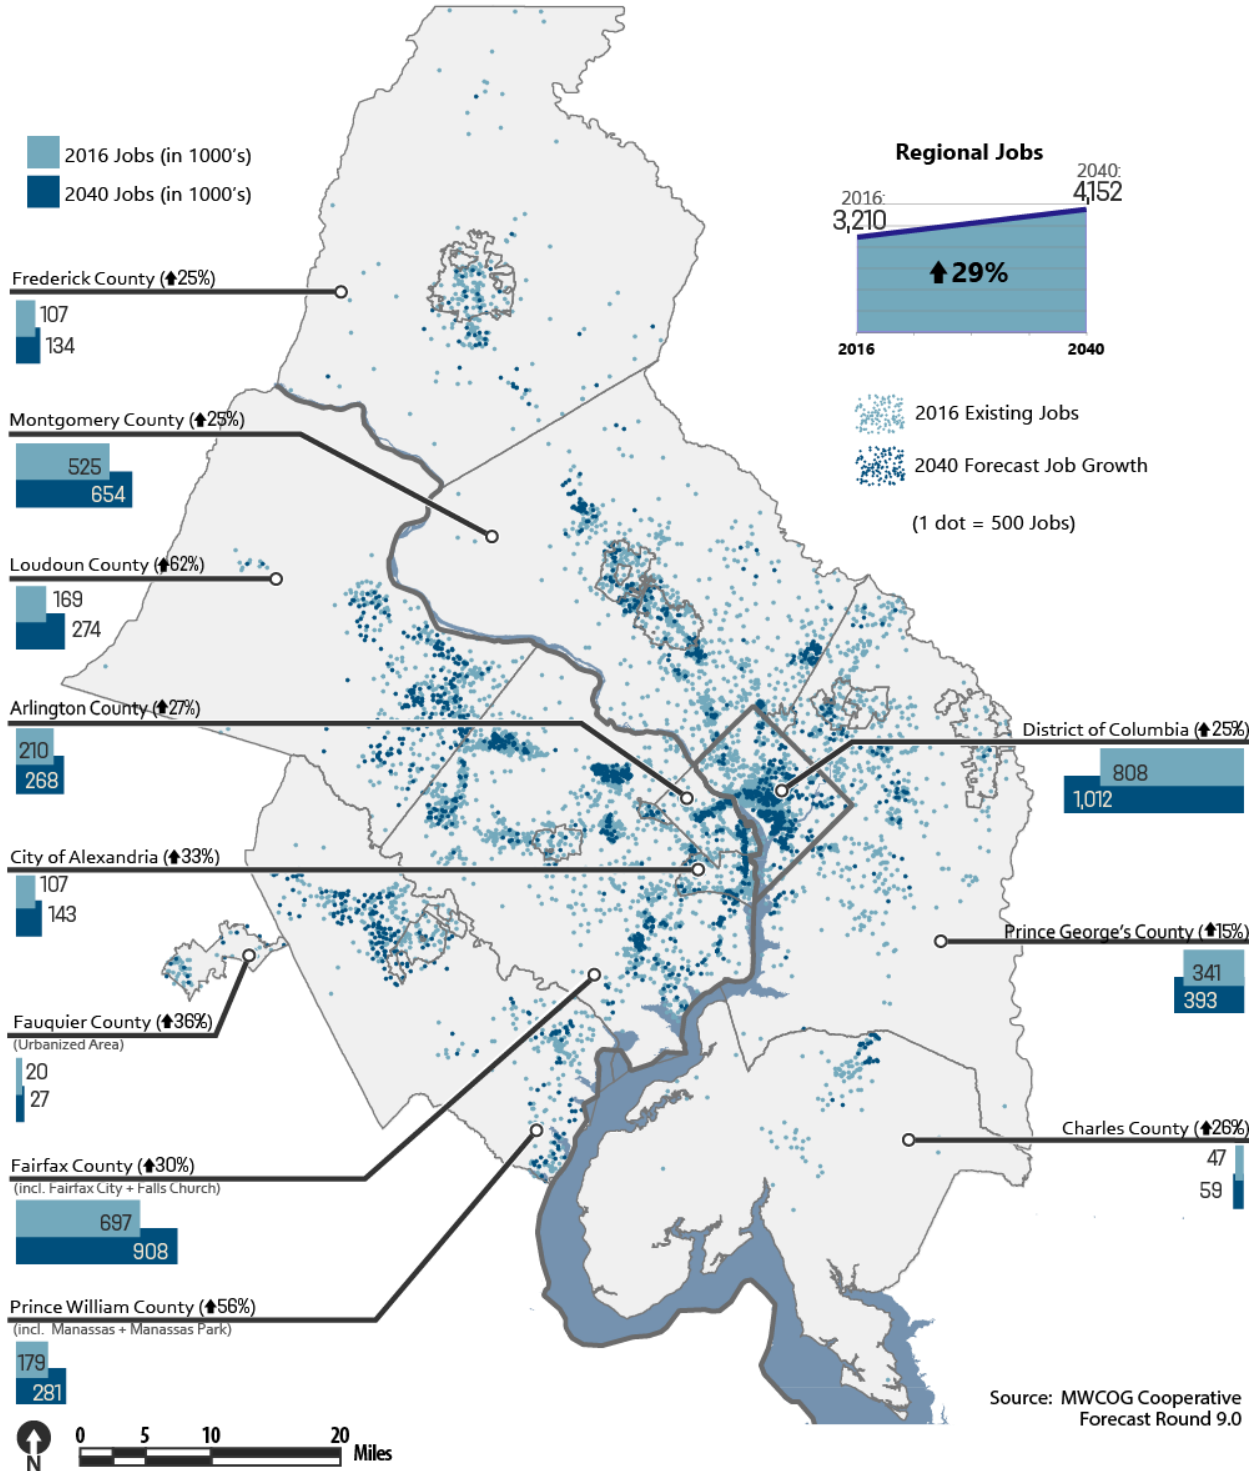 2016 Jobs (in 1000's)
2040 Jobs (in 1000's)
Regional Jobs
2016:
3,210
2040:
4,152
29%
2016
2040
2016 Existing Jobs
2040 Forecast Job Growth
(1 dot = 500 Jobs)
Frederick County (🡅25%)
107
134
Montgomery County (🡅25%)
525
654
Loudoun County (🡅62%)
169
274
Arlington County (🡅27%)
210
268
District of Columbia (🡅25%)
808
1,012
City of Alexandria (🡅33%)
107
143
Prince George's County (🡅15%)
341
393
Fauquier County (🡅36%)
(Urbanized Area)
20
27
Charles County (🡅26%)
47
59
Fairfax County (🡅30%)
(incl. Fairfax City + Falls Church)
697
908
Prince William County (🡅56%)
(incl. Manassas + Manassas Park)
179
281
Source: MWCOG Cooperative
Forecast Round 9.0
N
0 5 10 20
Miles